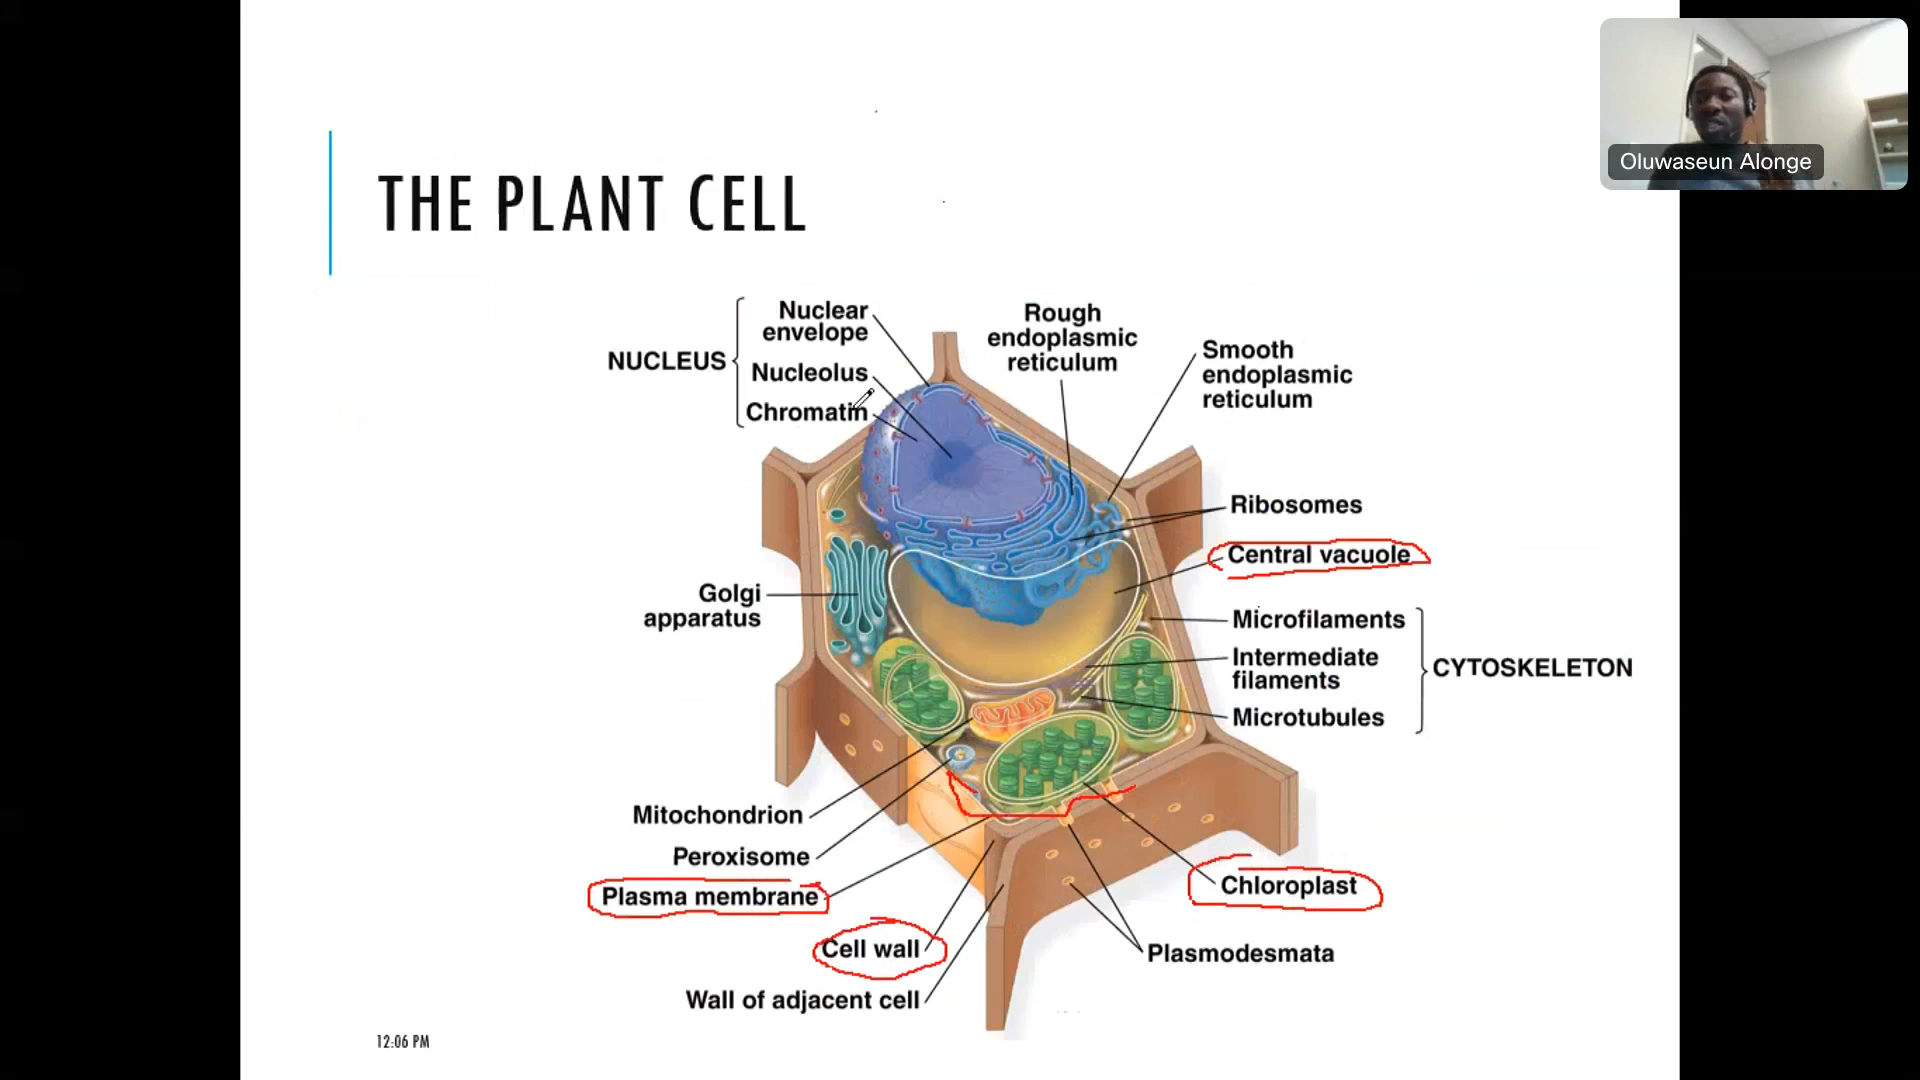 Oluwaseun Alonge
THE PLANT CELL
NUCLEUS
Nuclear
envelope
Nucleolus
Chromatin
Rough
endoplasmic
reticulum
Smooth
endoplasmic
reticulum
Ribosomes
Central vacuole
Golgi
apparatus
Microfilaments
Intermediate
filaments
Microtubules
CYTOSKELETON
Mitochondrion
Peroxisome
Plasma membrane
Cell wall
Wall of adjacent cell
Chloroplast
Plasmodesmata
12:06 PM